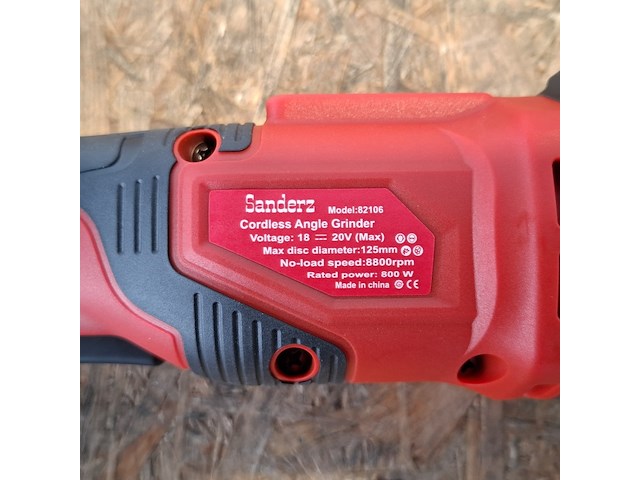 Sanderz Model:82106
Cordless Angle Grinder
Voltage: 18 ⎓ 20V (Max)
Max disc diameter:125mm
No-load speed:8800rpm
Rated power: 800 W
Made in china CE